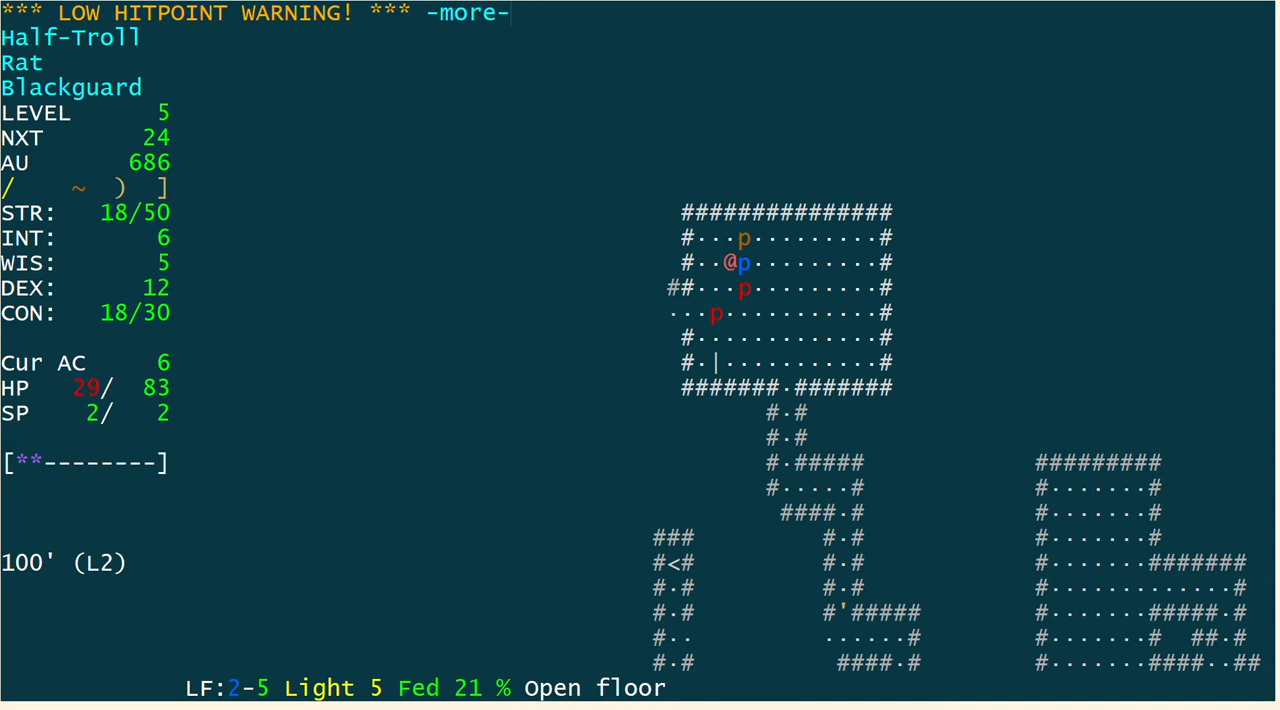 *** LOW HITPOINT WARNING! *** -more-
Half-Troll
Rat
Blackguard
LEVEL      5
NXT       24
AU       686
/    ~  )  ]
STR:   18/50    ###############
INT:       6    #...p.........#
WIS:       5    #..@p.........#
DEX:      12   ##...p.........#
CON:   18/30   ...p...........#
#.............#
Cur AC     6    #.|...........#
HP   29/  83    #######.#######
SP    2/   2    #.#
#.#
[**--------]    #.#####    #########
#.....#    #.......#
####.#    #.......#
###    #.#    #.......#
100' (L2)    #<#    #.#    #.......#######
#.#    #.#    #.............#
#.#    #'#####    #.......#####.#
#..    ......#    #.......#  ##.#
#.#    ####.#    #.......####..##
LF:2-5 Light 5 Fed 21 % Open floor